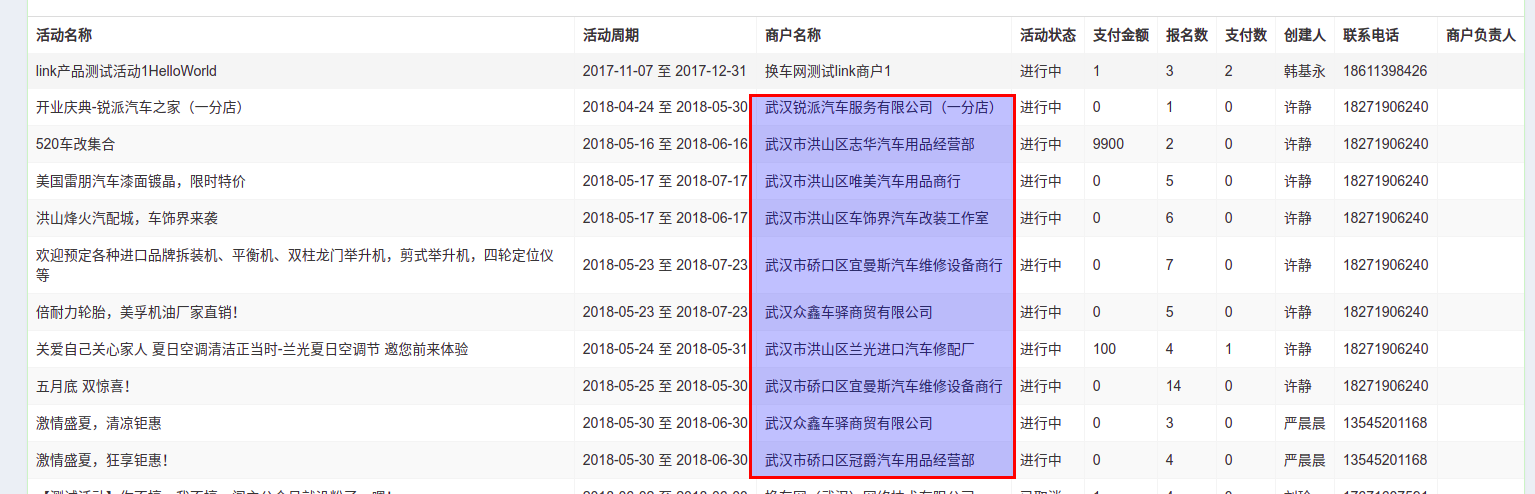 活动名称 活动周期 商户名称 活动状态 支付金额 报名数 支付数 创建人 联系电话 商户负责人
link产品测试活动1HelloWorld 2017-11-07 至 2017-12-31 换车网测试link商户1 进行中 1 3 2 韩基永 18611398426
开业庆典-锐派汽车之家（一分店） 2018-04-24 至 2018-05-30 武汉锐派汽车服务有限公司（一分店） 进行中 0 1 0 许静 18271906240
520车改集合 2018-05-16 至 2018-06-16 武汉市洪山区志华汽车用品经营部 进行中 9900 2 0 许静 18271906240
美国雷朋汽车漆面镀晶，限时特价 2018-05-17 至 2018-07-17 武汉市洪山区唯美汽车用品商行 进行中 0 5 0 许静 18271906240
洪山烽火汽配城，车饰界来袭 2018-05-17 至 2018-06-17 武汉市洪山区车饰界汽车改装工作室 进行中 0 6 0 许静 18271906240
欢迎预定各种进口品牌拆装机、平衡机、双柱龙门举升机，剪式举升机，四轮定位仪
等 2018-05-23 至 2018-07-23 武汉市硚口区宜曼斯汽车维修设备商行 进行中 0 7 0 许静 18271906240
倍耐力轮胎，美孚机油厂家直销！ 2018-05-23 至 2018-07-23 武汉众鑫车驿商贸有限公司 进行中 0 5 0 许静 18271906240
关爱自己关心家人 夏日空调清洁正当时-兰光夏日空调节 邀您前来体验 2018-05-24 至 2018-05-31 武汉市洪山区兰光进口汽车修配厂 进行中 100 4 1 许静 18271906240
五月底 双惊喜！ 2018-05-25 至 2018-05-30 武汉市硚口区宜曼斯汽车维修设备商行 进行中 0 14 0 许静 18271906240
激情盛夏，清凉钜惠 2018-05-30 至 2018-06-30 武汉众鑫车驿商贸有限公司 进行中 0 3 0 严晨晨 13545201168
激情盛夏，狂享钜惠！ 2018-05-30 至 2018-06-30 武汉市硚口区冠爵汽车用品经营部 进行中 0 4 0 严晨晨 13545201168